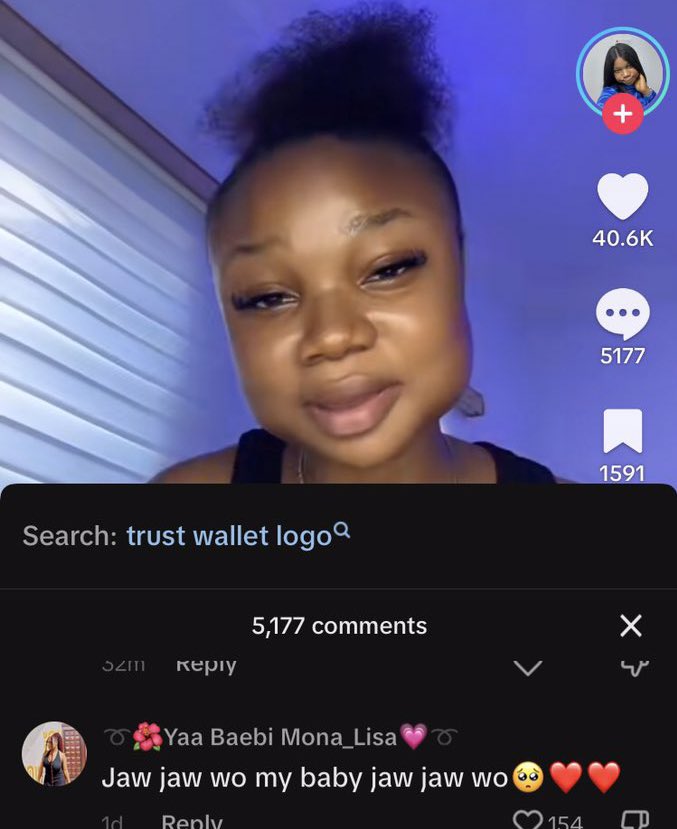 40.6K
5177
1591
Search: trust wallet logo
5,177 comments
32m Reply
Yaa Baebi Mona_Lisa
Jaw jaw wo my baby jaw jaw wo🥺❤️❤️
1d Reply 154